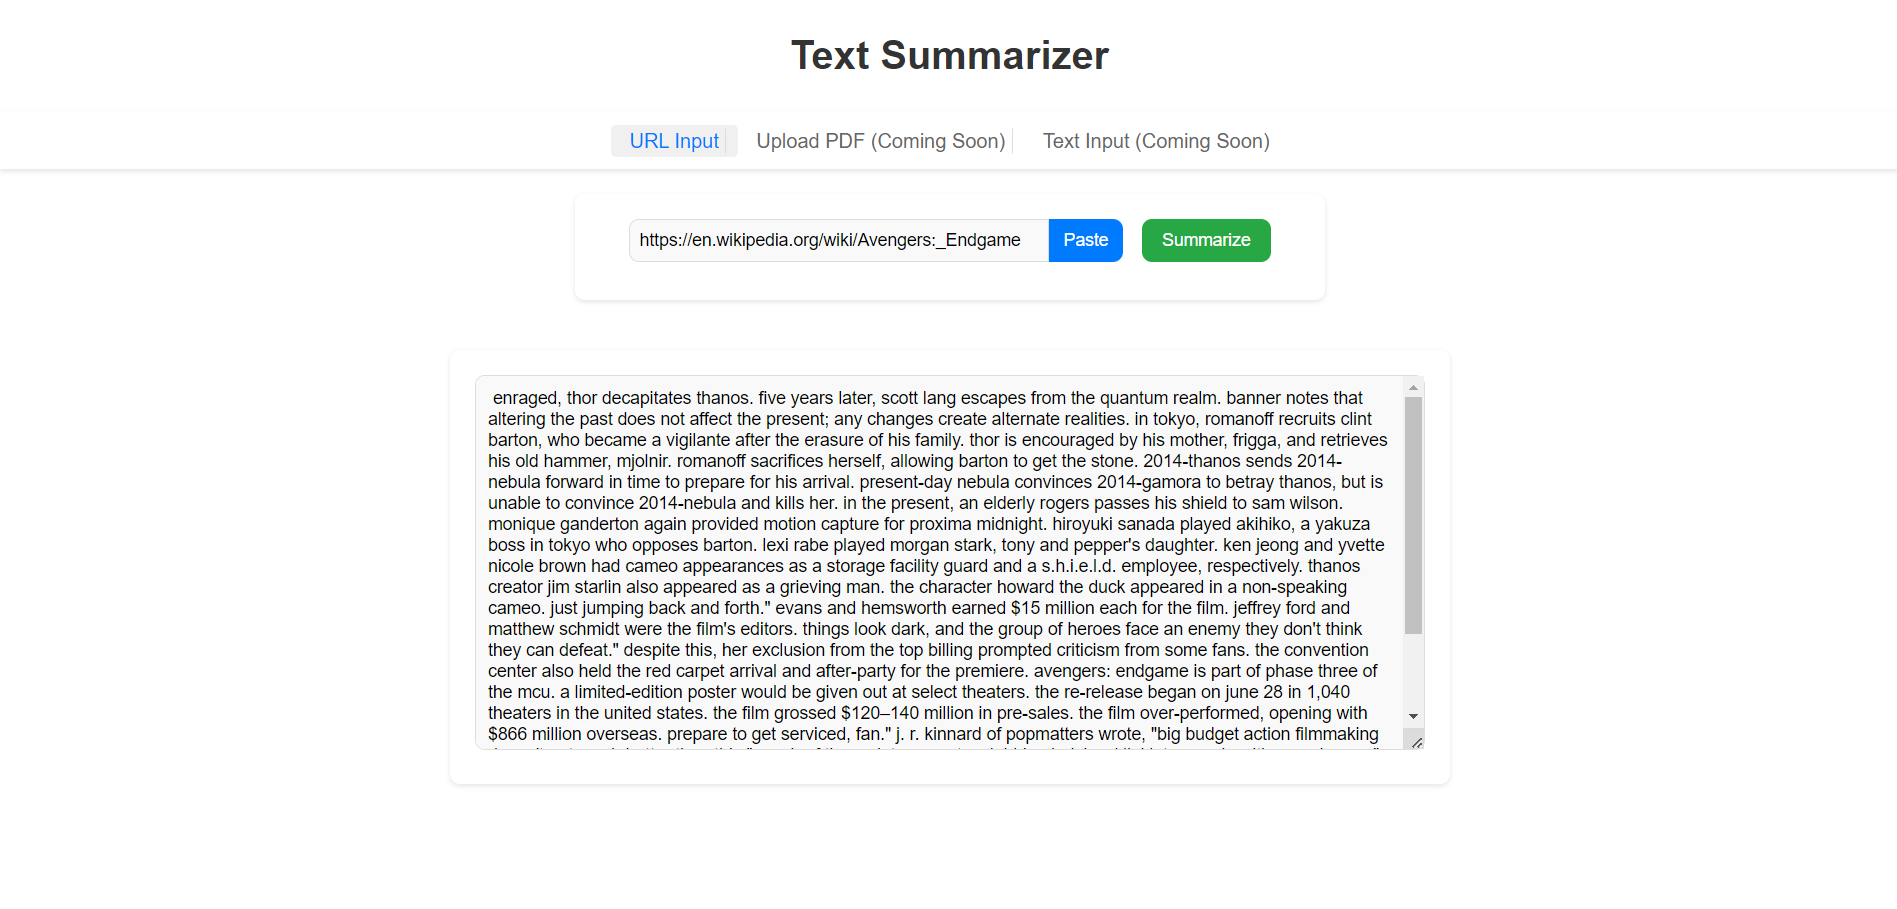 Text Summarizer
URL Input
Upload PDF (Coming Soon)
Text Input (Coming Soon)
https://en.wikipedia.org/wiki/Avengers:_Endgame
Paste
Summarize
enraged, thor decapitates thanos. five years later, scott lang escapes from the quantum realm. banner notes that
altering the past does not affect the present; any changes create alternate realities. in tokyo, romanoff recruits clint
barton, who became a vigilante after the erasure of his family. thor is encouraged by his mother, frigga, and retrieves
his old hammer, mjolnir. romanoff sacrifices herself, allowing barton to get the stone. 2014-thanos sends 2014-
nebula forward in time to prepare for his arrival. present-day nebula convinces 2014-gamora to betray thanos, but is
unable to convince 2014-nebula and kills her. in the present, an elderly rogers passes his shield to sam wilson.
monique ganderton again provided motion capture for proxima midnight. hiroyuki sanada played akihiko, a yakuza
boss in tokyo who opposes barton. lexi rabe played morgan stark, tony and pepper's daughter. ken jeong and yvette
nicole brown had cameo appearances as a storage facility guard and a s.h.i.e.l.d. employee, respectively. thanos
creator jim starlin also appeared as a grieving man. the character howard the duck appeared in a non-speaking
cameo. just jumping back and forth." evans and hemsworth earned $15 million each for the film. jeffrey ford and
matthew schmidt were the film's editors. things look dark, and the group of heroes face an enemy they don't think
they can defeat." despite this, her exclusion from the top billing prompted criticism from some fans. the convention
center also held the red carpet arrival and after-party for the premiere. avengers: endgame is part of phase three of
the mcu. a limited-edition poster would be given out at select theaters. the re-release began on june 28 in 1,040
theaters in the united states. the film grossed $120–140 million in pre-sales. the film over-performed, opening with
$866 million overseas. prepare to get serviced, fan." j. r. kinnard of popmatters wrote, "big budget action filmmaking